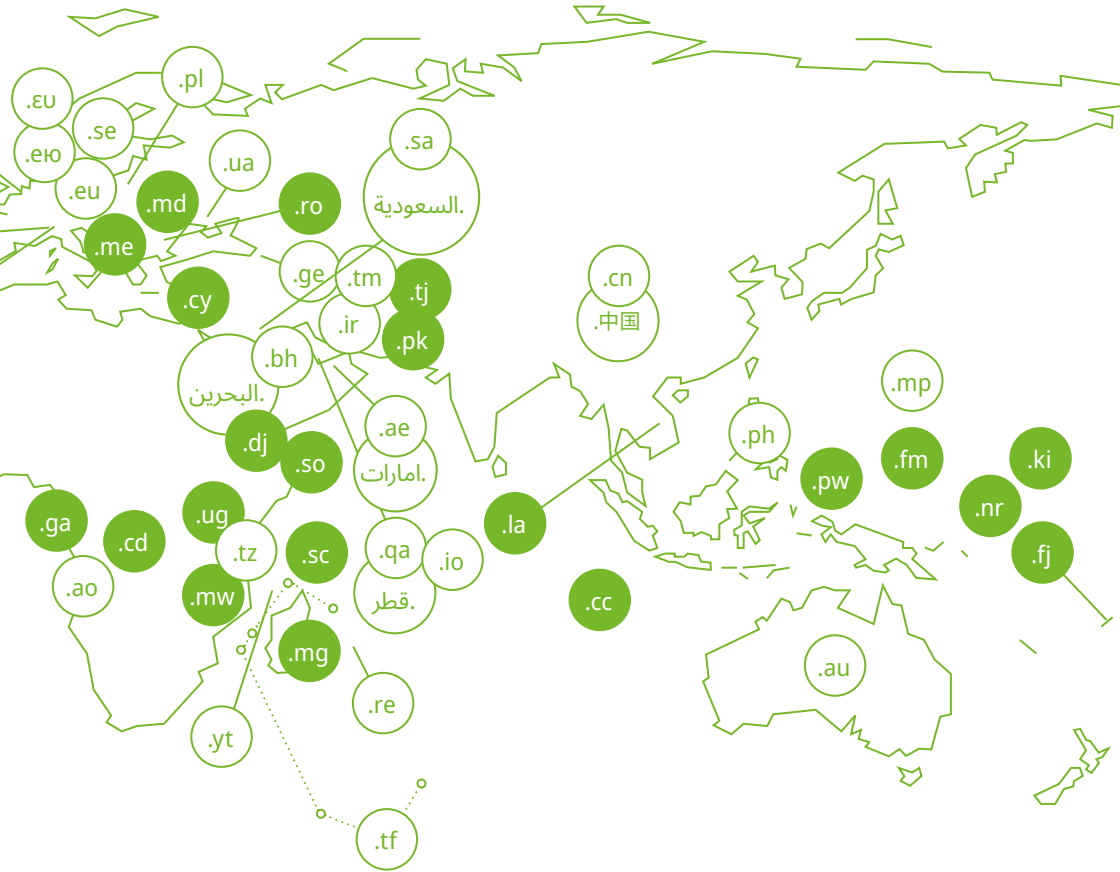 .pl
.ευ
.se
.sa
.ею
.ua
.eu
.md
.ro
.السعودية
.me
.ge
.tm
.tj
.cn
.cy
.ir
.中国
.pk
.bh
.mp
.البحرين
.ae
.ph
.dj
.so
.امارات
.fm
.ki
.pw
.nr
.ga
.ug
.la
.cd
.tz
.sc
.qa
.io
.fj
.ao
.mw
.قطر
.cc
.mg
.au
.re
.yt
.tf